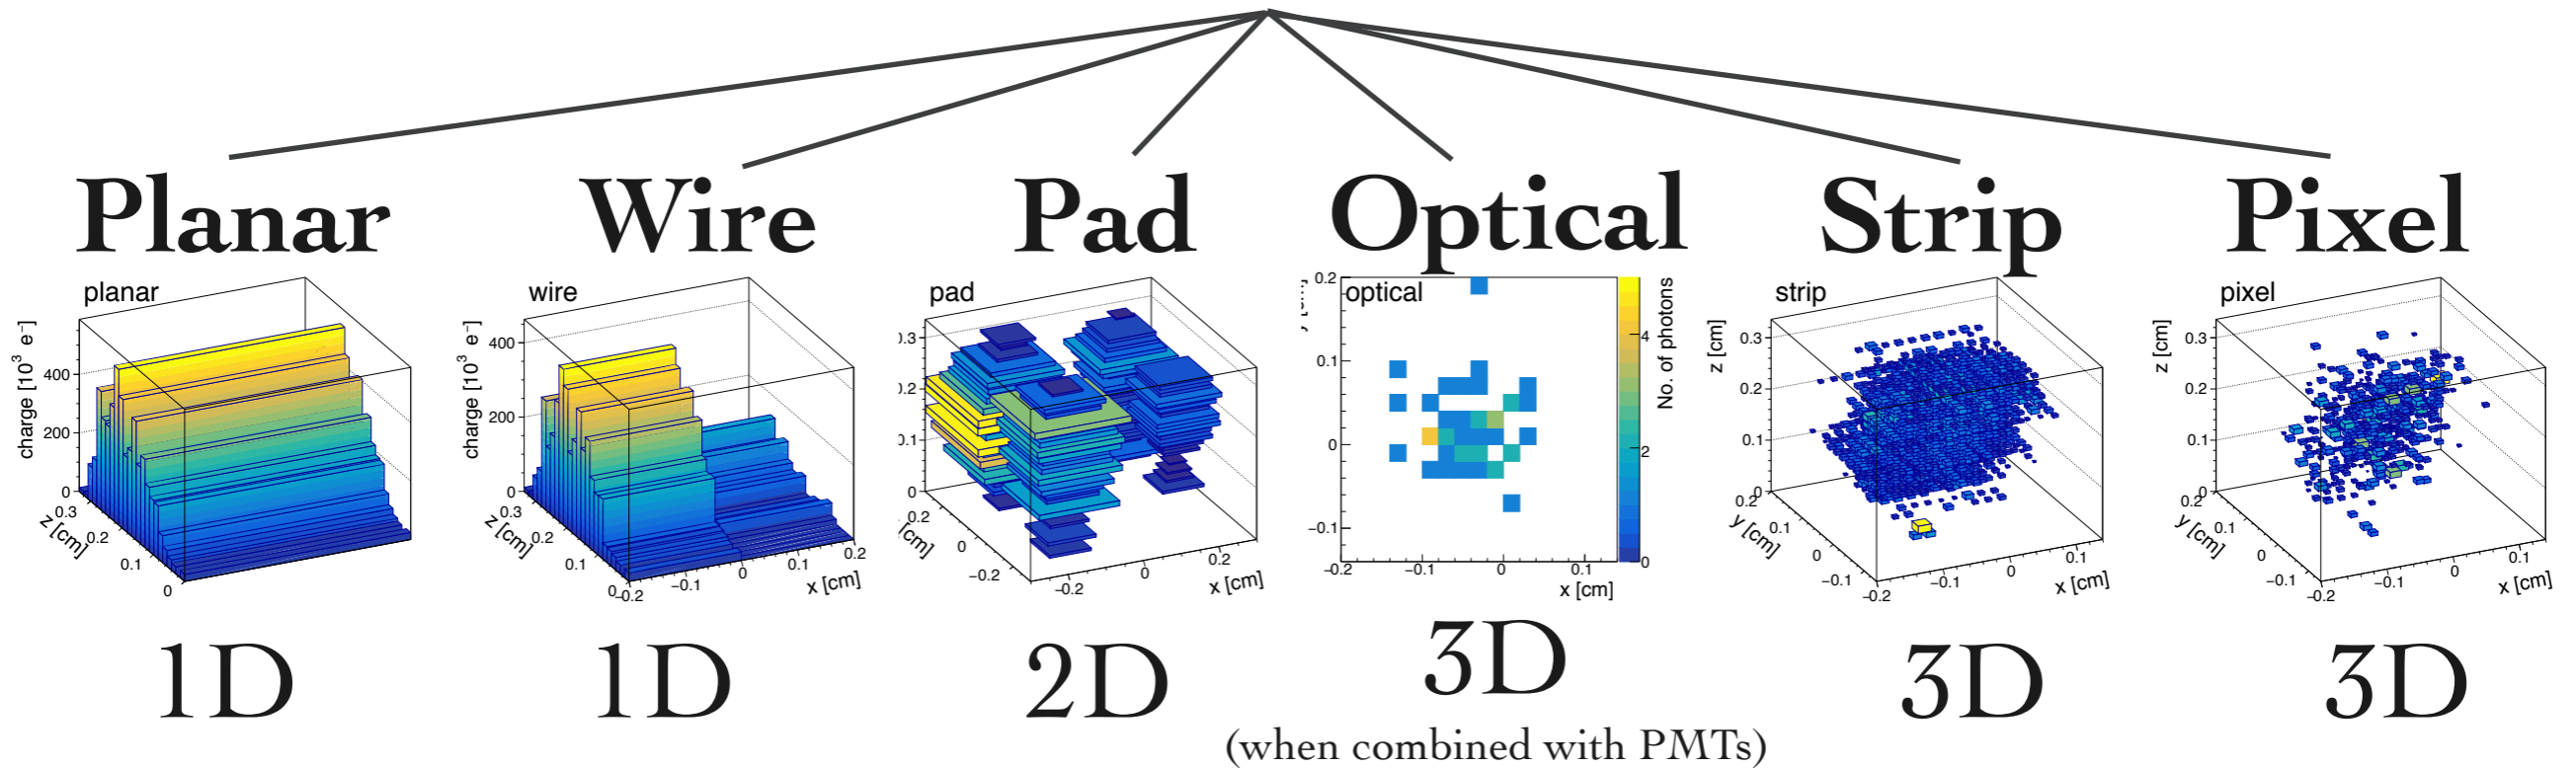 Planar
Wire
Pad
Optical
Strip
Pixel
planar
charge [10³ e⁻]
400
200
0
0.3
0.2
0.1
0
z [cm]
wire
charge [10³ e⁻]
400
200
0
0.3
0.2
0.1
0
z [cm]
-0.2
-0.1
0
0.1
0.2
x [cm]
pad
.3
.2
.1
0
0.2
0
-0.2
[cm]
-0.2
0
0.2
x [cm]
optical
0.2
0.1
0
-0.1
-0.2
-0.1
0
0.1
x [cm]
No. of photons
4
2
0
strip
z [cm]
0.3
0.2
0.1
0
0.2
0.1
0
-0.1
y [cm]
-0.2
-0.1
0
0.1
x [cm]
pixel
z [cm]
0.3
0.2
0.1
0
0.2
0.1
0
-0.1
y [cm]
-0.2
-0.1
0
0.1
x [cm]
1D
1D
2D
3D
(when combined with PMTs)
3D
3D